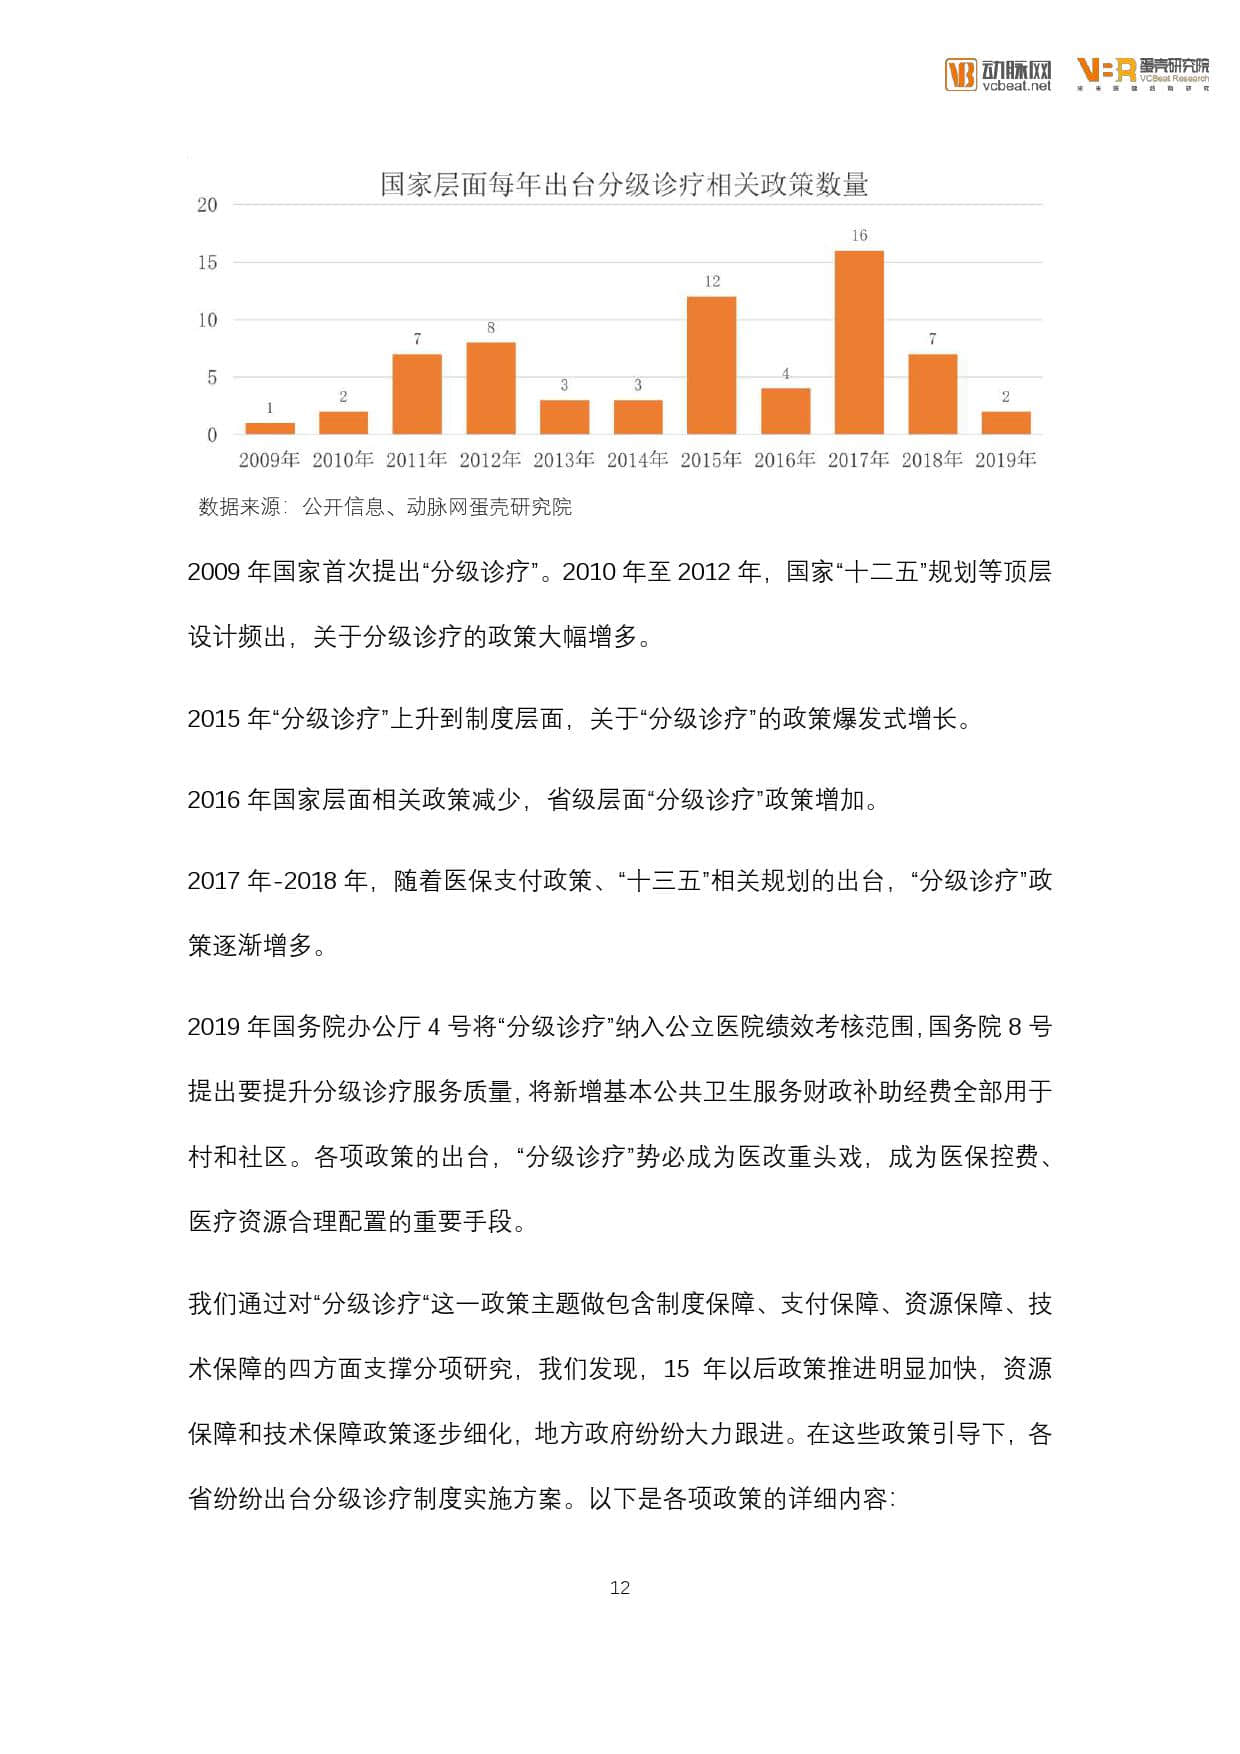 动脉网
vcbeat.net
VBR 蛋壳研究院
VCBeat Research
未来医疗战略研究
国家层面每年出台分级诊疗相关政策数量
20
15
10
5
0
1
2
7
8
3
3
12
4
16
7
2
2009年 2010年 2011年 2012年 2013年 2014年 2015年 2016年 2017年 2018年 2019年
数据来源：公开信息、动脉网蛋壳研究院
2009 年国家首次提出“分级诊疗”。2010 年至 2012 年，国家“十二五”规划等顶层
设计频出，关于分级诊疗的政策大幅增多。
2015 年“分级诊疗”上升到制度层面，关于“分级诊疗”的政策爆发式增长。
2016 年国家层面相关政策减少，省级层面“分级诊疗”政策增加。
2017 年-2018 年，随着医保支付政策、“十三五”相关规划的出台，“分级诊疗”政
策逐渐增多。
2019 年国务院办公厅 4 号将“分级诊疗”纳入公立医院绩效考核范围，国务院 8 号
提出要提升分级诊疗服务质量，将新增基本公共卫生服务财政补助经费全部用于
村和社区。各项政策的出台，“分级诊疗”势必成为医改重头戏，成为医保控费、
医疗资源合理配置的重要手段。
我们通过对“分级诊疗“这一政策主题做包含制度保障、支付保障、资源保障、技
术保障的四方面支撑分项研究，我们发现，15 年以后政策推进明显加快，资源
保障和技术保障政策逐步细化，地方政府纷纷大力跟进。在这些政策引导下，各
省纷纷出台分级诊疗制度实施方案。以下是各项政策的详细内容：
12